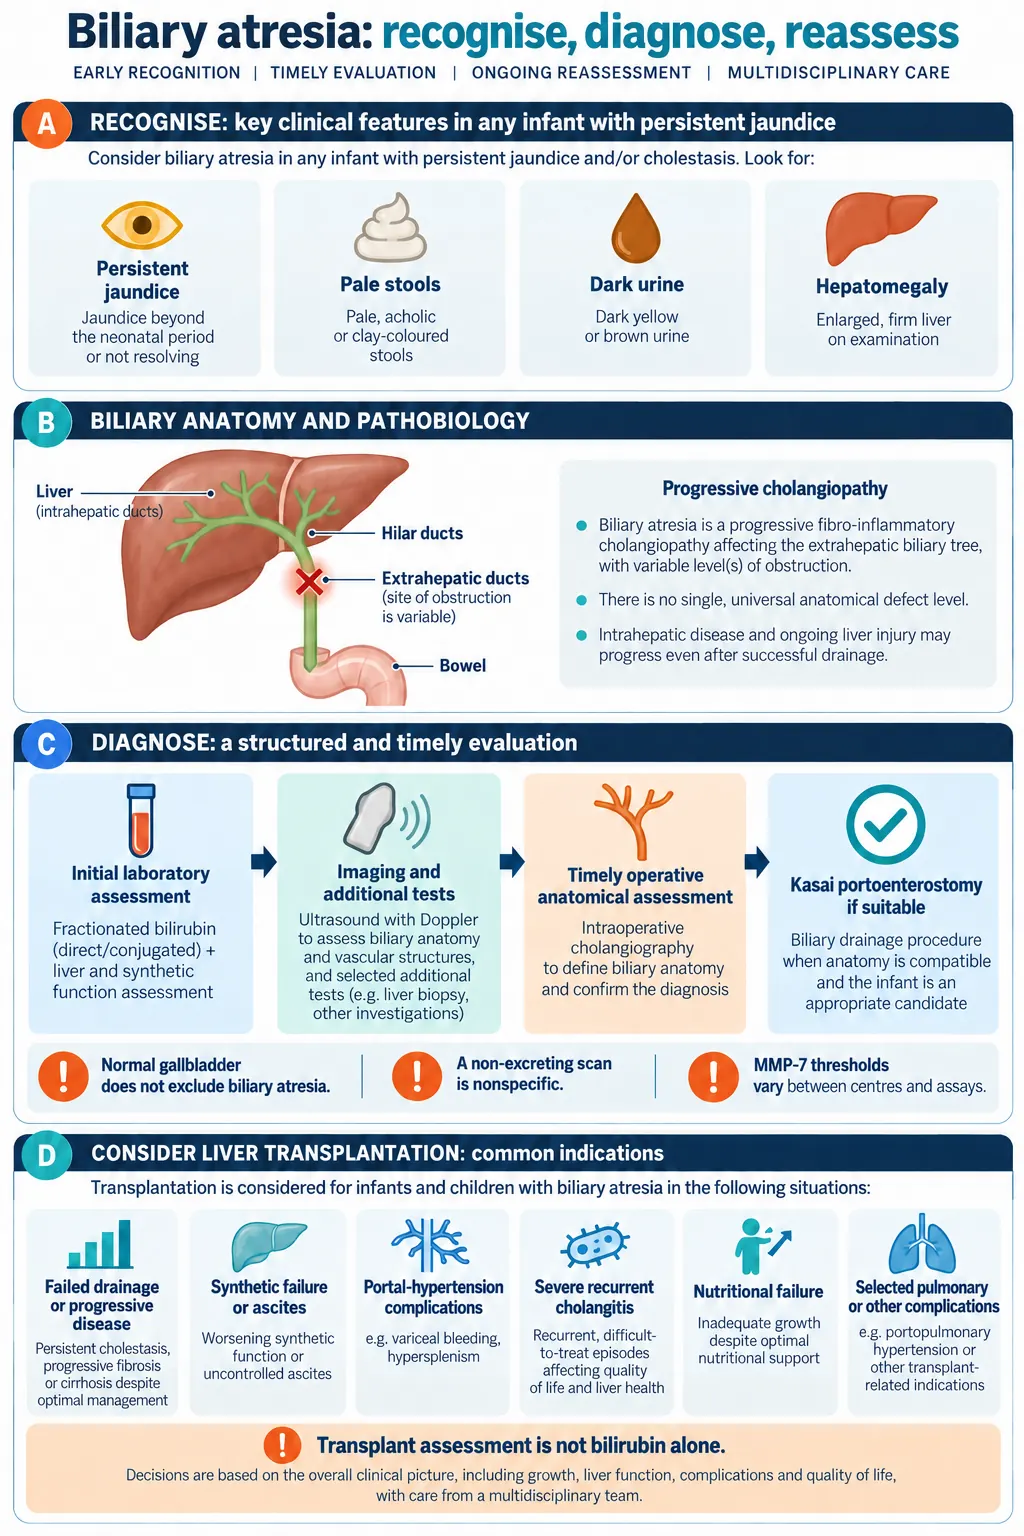 Biliary atresia: recognise, diagnose, reassess
EARLY RECOGNITION | TIMELY EVALUATION | ONGOING REASSESSMENT | MULTIDISCIPLINARY CARE
A
RECOGNISE: key clinical features in any infant with persistent jaundice
Consider biliary atresia in any infant with persistent jaundice and/or cholestasis. Look for:
Persistent
jaundice
Jaundice beyond
the neonatal period
or not resolving
Pale stools
Pale, acholic
or clay-coloured
stools
Dark urine
Dark yellow
or brown urine
Hepatomegaly
Enlarged, firm liver
on examination
B
BILIARY ANATOMY AND PATHOBIOLOGY
Liver
(intrahepatic ducts)
Hilar ducts
Extrahepatic ducts
(site of obstruction
is variable)
Bowel
Progressive cholangiopathy
Biliary atresia is a progressive fibro-inflammatory
cholangiopathy affecting the extrahepatic biliary tree,
with variable level(s) of obstruction.
There is no single, universal anatomical defect level.
Intrahepatic disease and ongoing liver injury may
progress even after successful drainage.
C
DIAGNOSE: a structured and timely evaluation
Initial laboratory
assessment
Fractionated bilirubin
(direct/conjugated) +
liver and synthetic
function assessment
Imaging and
additional tests
Ultrasound with Doppler
to assess biliary anatomy
and vascular structures,
and selected additional
tests (e.g. liver biopsy,
other investigations)
Timely operative
anatomical assessment
Intraoperative
cholangiography
to define biliary anatomy
and confirm the diagnosis
Kasai portoenterostomy
if suitable
Biliary drainage procedure
when anatomy is compatible
and the infant is an
appropriate candidate
!
Normal gallbladder
does not exclude biliary atresia.
!
A non-excreting scan
is nonspecific.
!
MMP-7 thresholds
vary between centres and assays.
D
CONSIDER LIVER TRANSPLANTATION: common indications
Transplantation is considered for infants and children with biliary atresia in the following situations:
Failed drainage
or progressive
disease
Persistent cholestasis,
progressive fibrosis
or cirrhosis despite
optimal management
Synthetic failure
or ascites
Worsening synthetic
function or
uncontrolled ascites
Portal-hypertension
complications
e.g. variceal bleeding,
hypersplenism
Severe recurrent
cholangitis
Recurrent, difficult-
to-treat episodes
affecting quality
of life and liver health
Nutritional failure
Inadequate growth
despite optimal
nutritional support
Selected pulmonary
or other complications
e.g. portopulmonary
hypertension or
other transplant-
related indications
!
Transplant assessment is not bilirubin alone.
Decisions are based on the overall clinical picture, including growth, liver function, complications and quality of life,
with care from a multidisciplinary team.